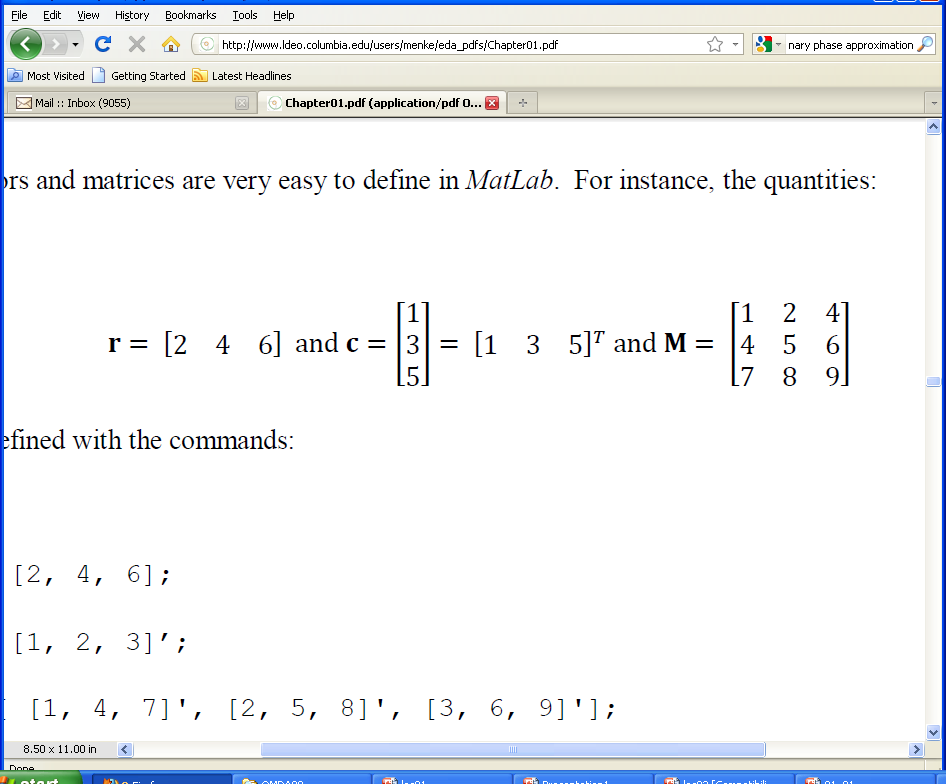 File Edit View History Bookmarks Tools Help
http://www.ldeo.columbia.edu/users/menke/eda_pdfs/Chapter01.pdf nary phase approximation
Most Visited Getting Started Latest Headlines
Mail :: Inbox (9055) Chapter01.pdf (application/pdf O...
ors and matrices are very easy to define in MatLab. For instance, the quantities:
r = [2 4 6] and c = [1 3 5] = [1 3 5]ᵀ and M = [1 2 4
4 5 6
7 8 9]
efined with the commands:
[2, 4, 6];
[1, 2, 3]’;
[ [1, 4, 7]', [2, 5, 8]', [3, 6, 9]'];
8.50 x 11.00 in
Done
start